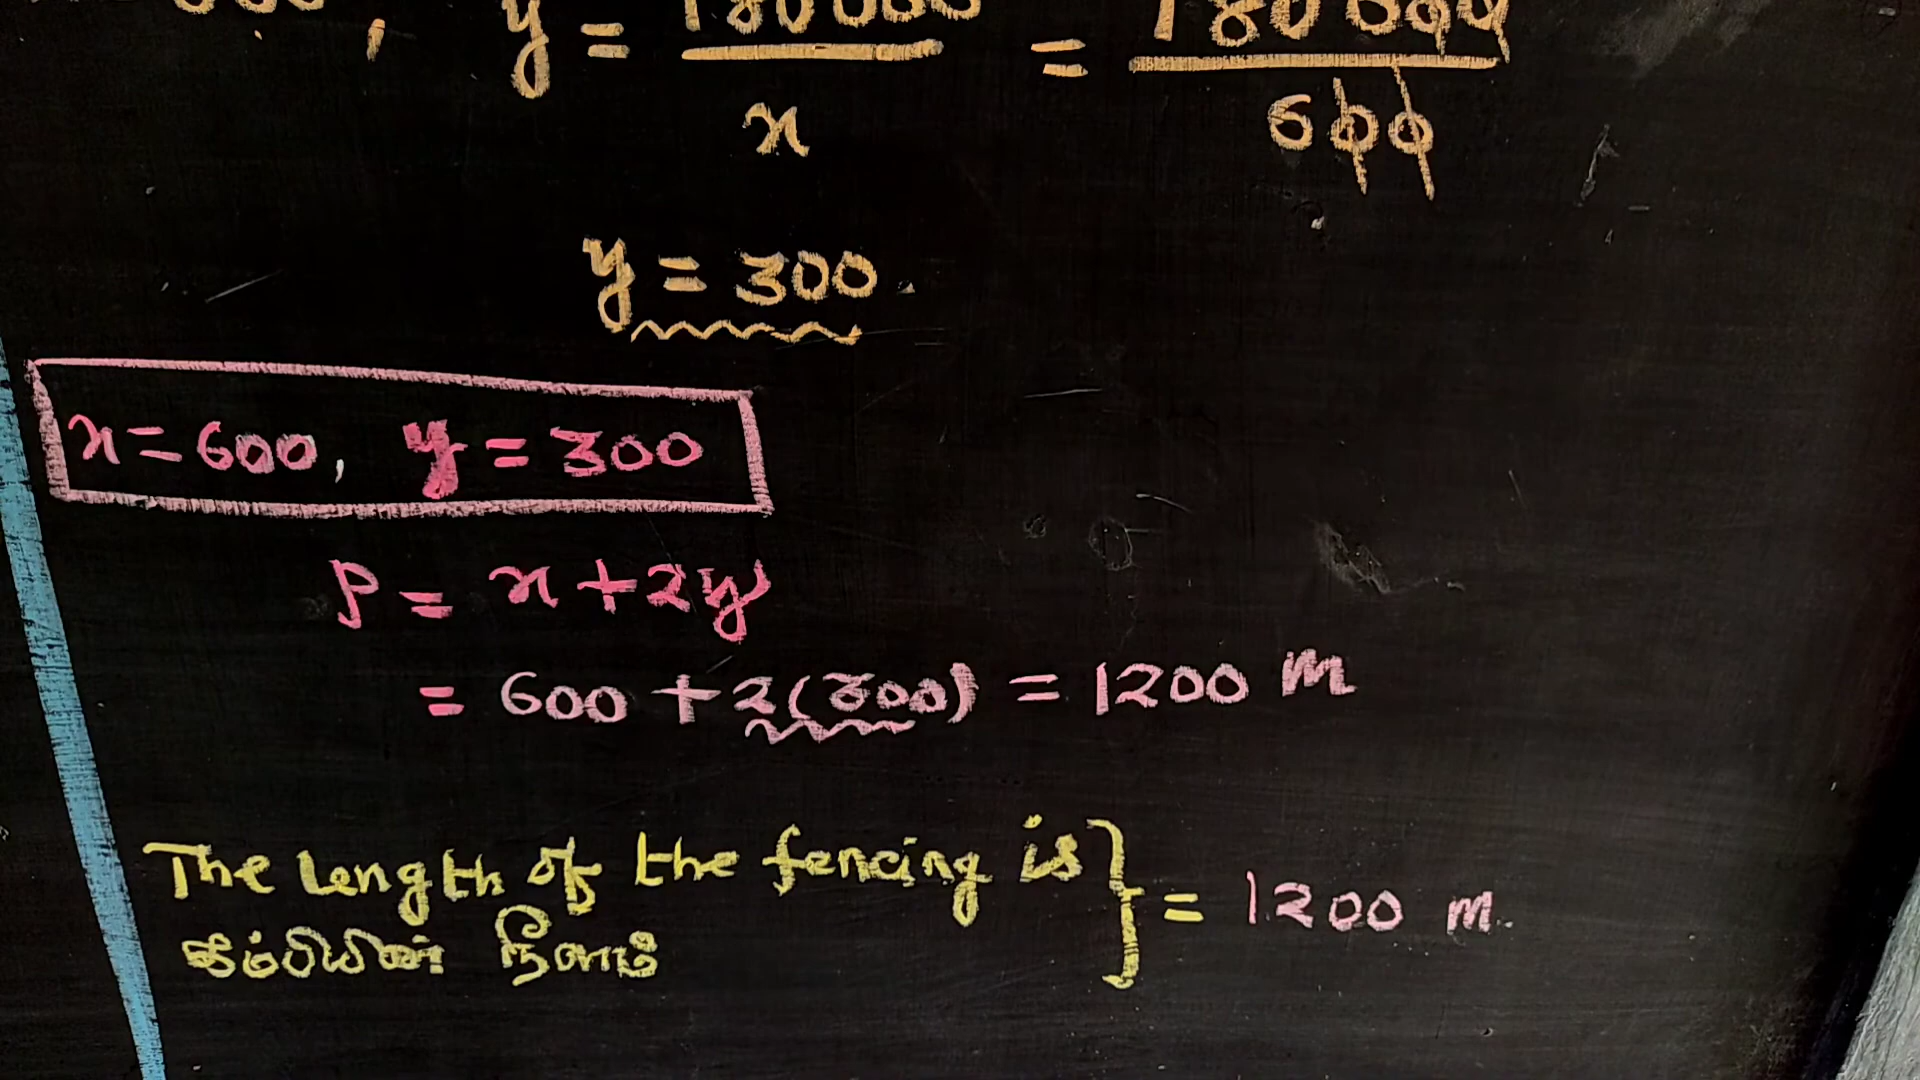 y = 180000/x = 180000/600
y = 300.
x = 600, y = 300
P = x + 2y
= 600 + 2(300) = 1200 m
The length of the fencing is } = 1200 m.
கம்பியின் நீளம்